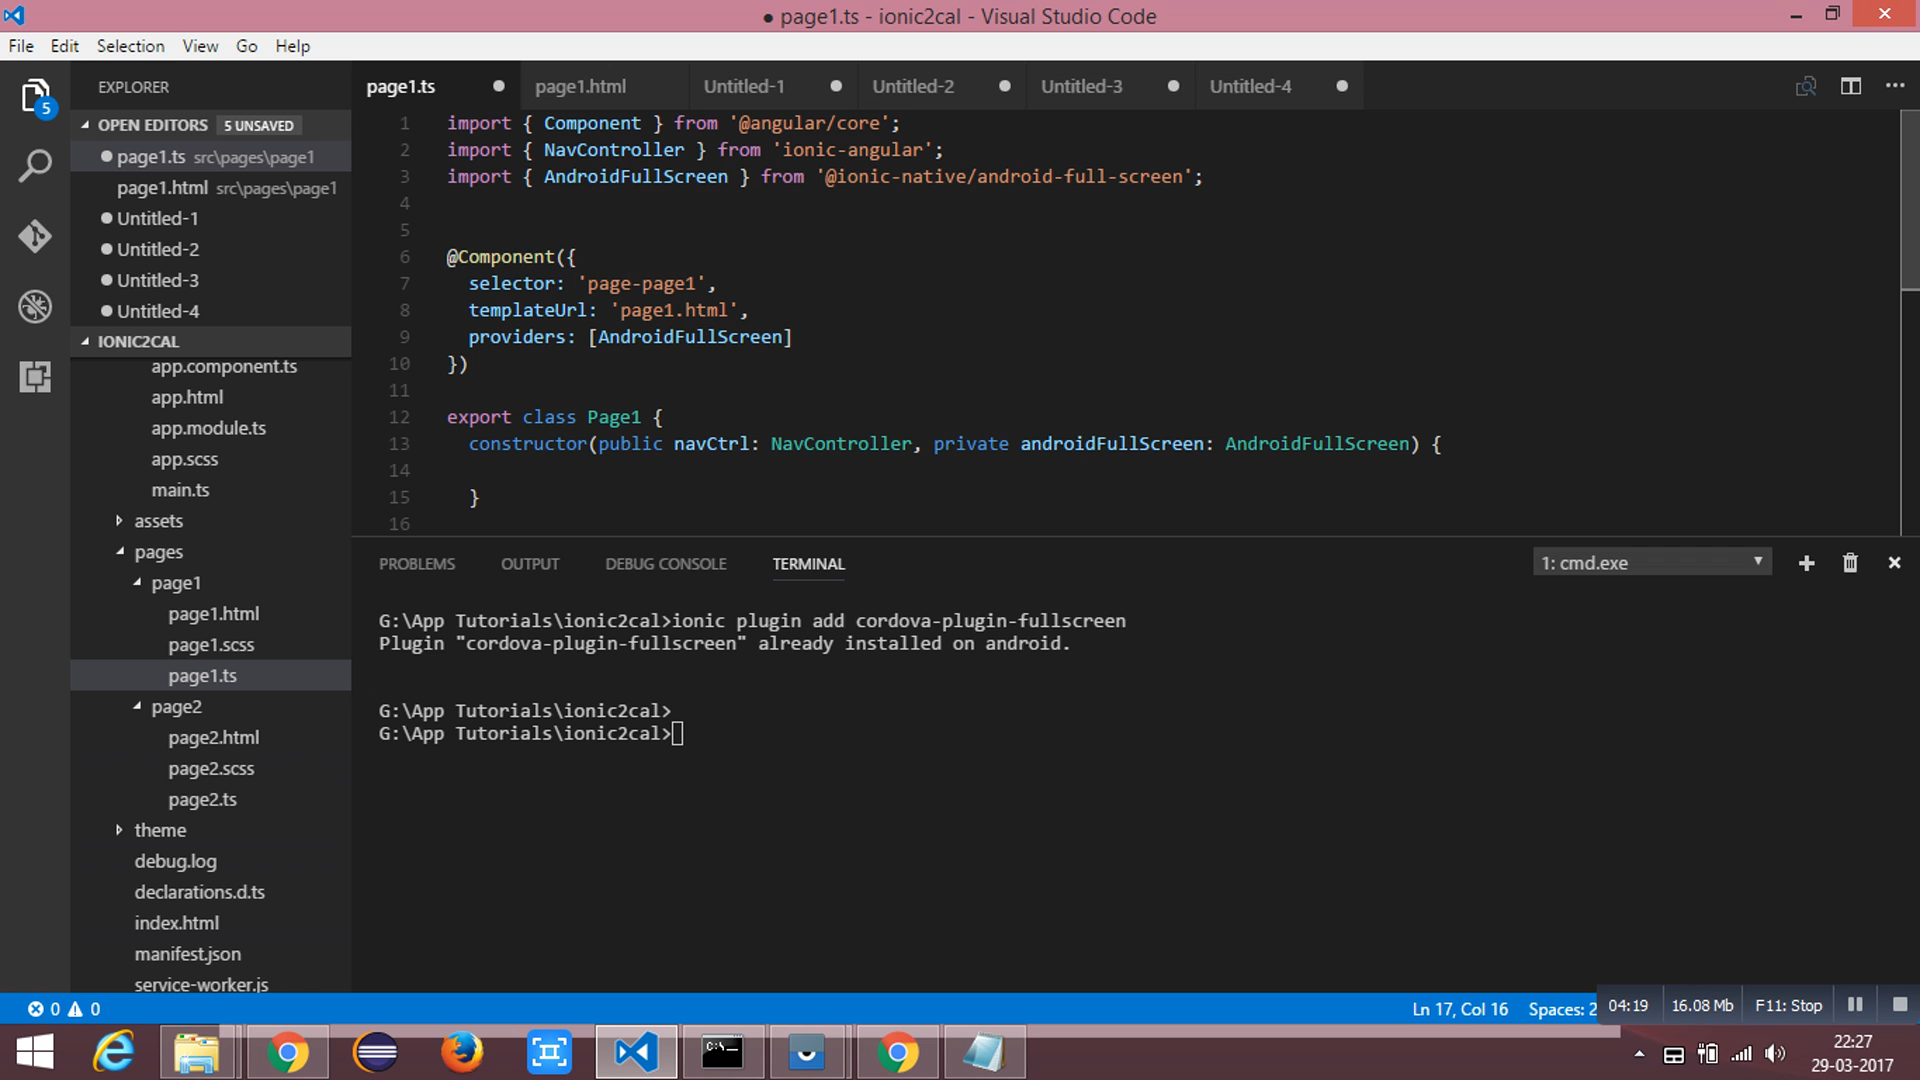 ● page1.ts - ionic2cal - Visual Studio Code
File Edit Selection View Go Help
5
EXPLORER
OPEN EDITORS 5 UNSAVED
page1.ts src\pages\page1
page1.html src\pages\page1
Untitled-1
Untitled-2
Untitled-3
Untitled-4
IONIC2CAL
app.component.ts
app.html
app.module.ts
app.scss
main.ts
assets
pages
page1
page1.html
page1.scss
page1.ts
page2
page2.html
page2.scss
page2.ts
theme
debug.log
declarations.d.ts
index.html
manifest.json
service-worker.js
page1.ts page1.html Untitled-1 Untitled-2 Untitled-3 Untitled-4
1 import { Component } from '@angular/core';
2 import { NavController } from 'ionic-angular';
3 import { AndroidFullScreen } from '@ionic-native/android-full-screen';
4
5
6 @Component({
7 selector: 'page-page1',
8 templateUrl: 'page1.html',
9 providers: [AndroidFullScreen]
10 })
11
12 export class Page1 {
13 constructor(public navCtrl: NavController, private androidFullScreen: AndroidFullScreen) {
14
15 }
16
PROBLEMS OUTPUT DEBUG CONSOLE TERMINAL 1: cmd.exe
G:\App Tutorials\ionic2cal>ionic plugin add cordova-plugin-fullscreen
Plugin "cordova-plugin-fullscreen" already installed on android.
G:\App Tutorials\ionic2cal>
G:\App Tutorials\ionic2cal>
0 0 Ln 17, Col 16 Spaces: 2 04:19 16.08 Mb F11: Stop
C:\
22:27
29-03-2017